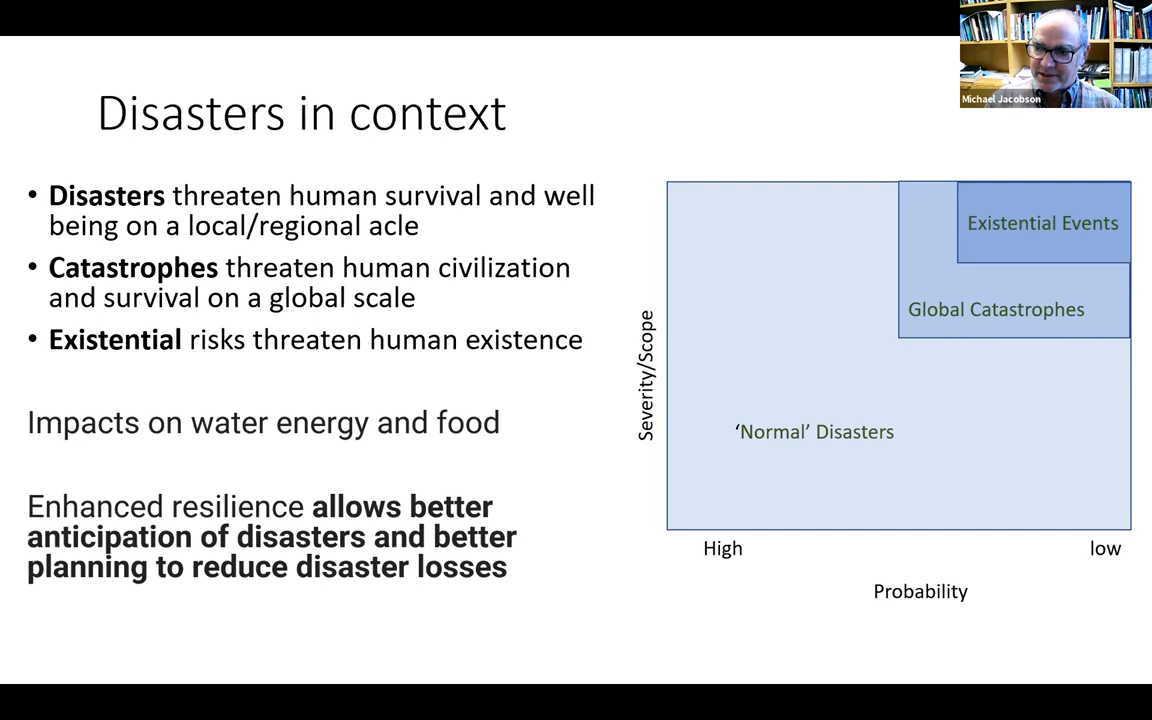 Michael Jacobson
Disasters in context
• Disasters threaten human survival and well
being on a local/regional acle
• Catastrophes threaten human civilization
and survival on a global scale
• Existential risks threaten human existence
Impacts on water energy and food
Enhanced resilience allows better
anticipation of disasters and better
planning to reduce disaster losses
Severity/Scope
Existential Events
Global Catastrophes
‘Normal’ Disasters
High
low
Probability